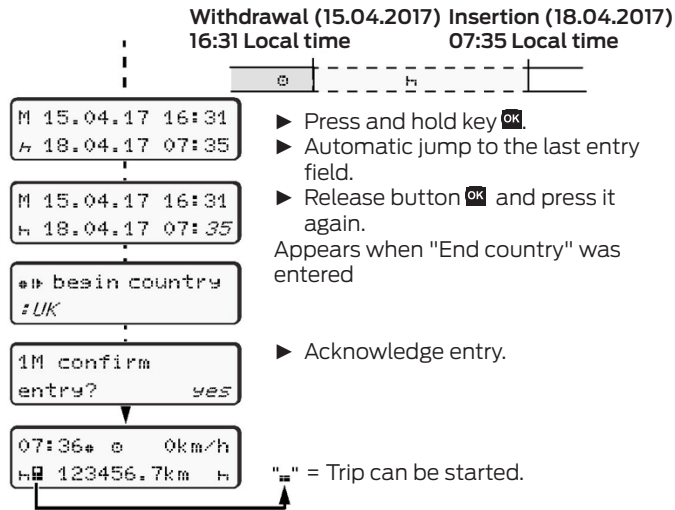 Withdrawal (15.04.2017) Insertion (18.04.2017)
16:31 Local time 07:35 Local time
M 15.04.17 16:31
18.04.17 07:35
► Press and hold key OK.
► Automatic jump to the last entry
field.
► Release button OK and press it
again.
M 15.04.17 16:31
18.04.17 07:35
Appears when "End country" was
entered
begin country
:UK
1M confirm
entry? yes
► Acknowledge entry.
07:36 0km/h
123456.7km
" " = Trip can be started.